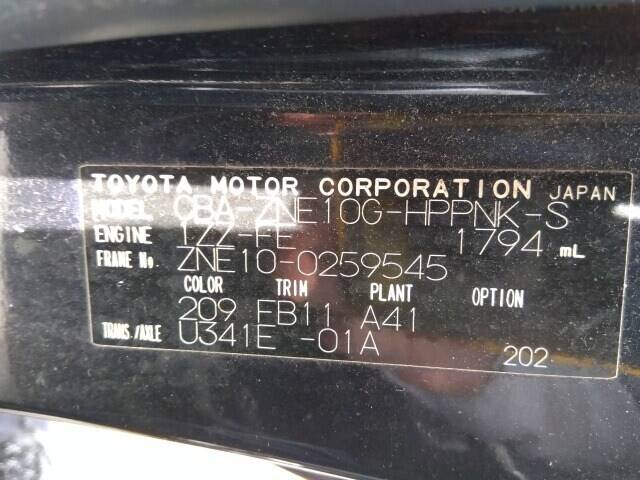 TOYOTA MOTOR CORPORATION JAPAN
MODEL CBA-ZNE10G-HPPNK-S
ENGINE 1ZZ-FE 1794 mL
FRAME No. ZNE10-0259545
COLOR TRIM PLANT OPTION
209 FB11 A41
TRANS./AXLE U341E -01A 202